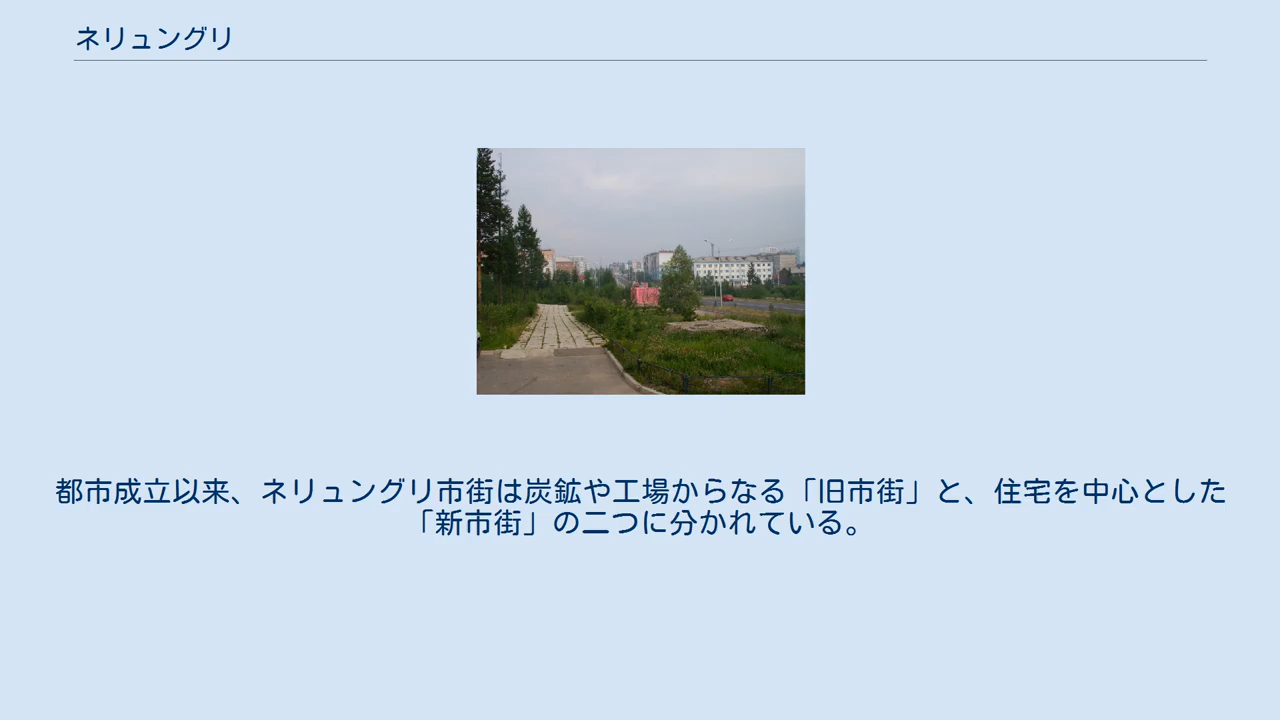 ネリュングリ
都市成立以来、ネリュングリ市街は炭鉱や工場からなる「旧市街」と、住宅を中心とした
「新市街」の二つに分かれている。